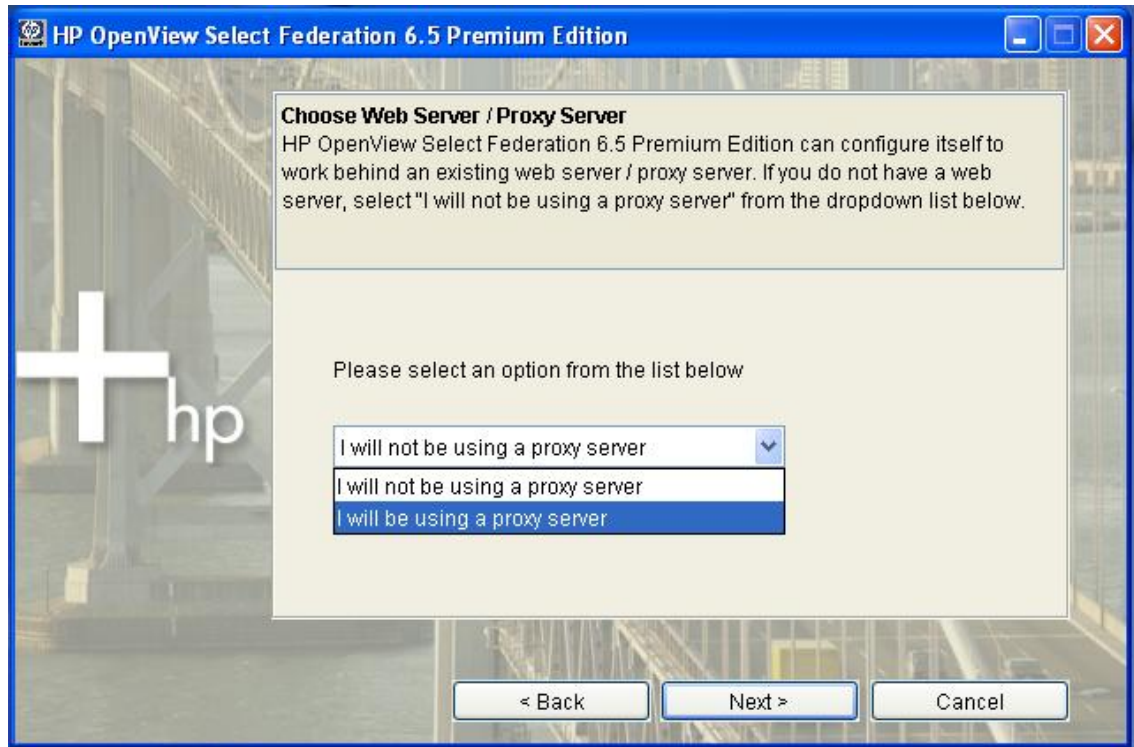 HP OpenView Select Federation 6.5 Premium Edition
Choose Web Server / Proxy Server
HP OpenView Select Federation 6.5 Premium Edition can configure itself to
work behind an existing web server / proxy server. If you do not have a web
server, select "I will not be using a proxy server" from the dropdown list below.
Please select an option from the list below
I will not be using a proxy server
I will not be using a proxy server
I will be using a proxy server
hp
< Back
Next >
Cancel